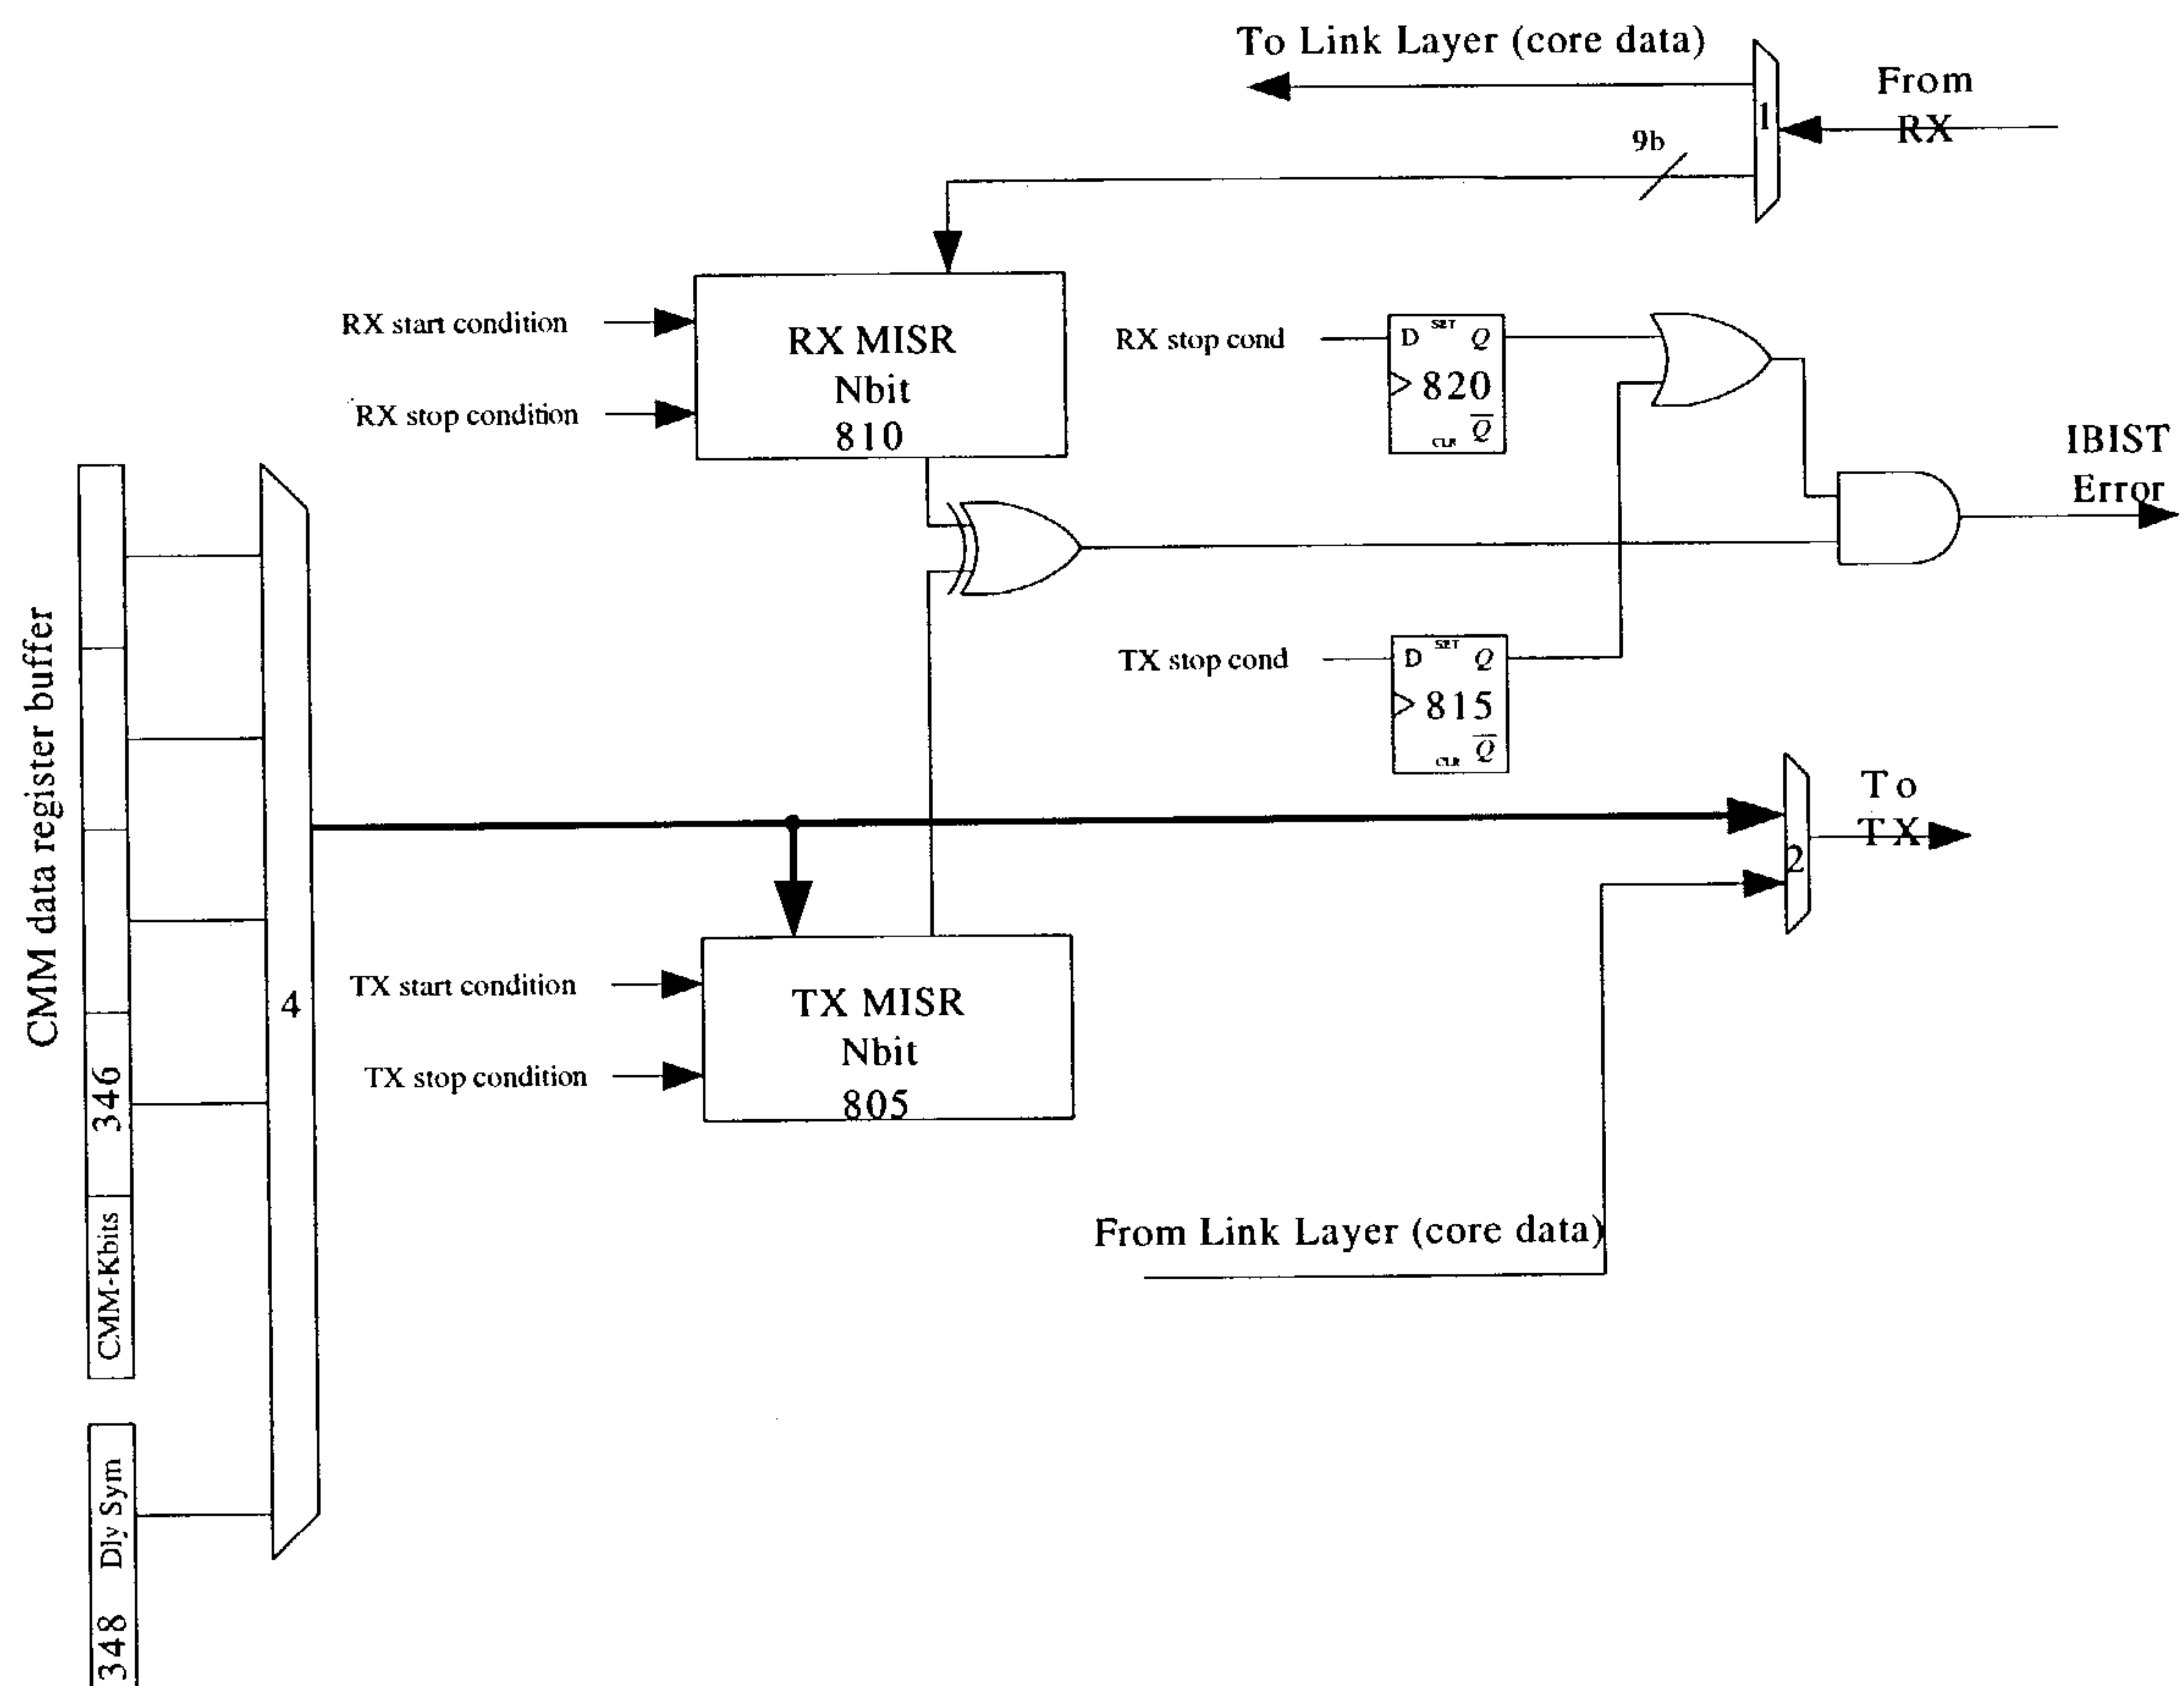 To Link Layer (core data)
From
RX
1
9b
RX start condition
RX stop condition
RX MISR
Nbit
810
RX stop cond
D SET Q
820
CLR Q
IBIST
Error
TX stop cond
D SET Q
815
CLR Q
To
TX
2
CMM data register buffer
346
CMM-Kbits
4
TX start condition
TX stop condition
TX MISR
Nbit
805
From Link Layer (core data)
Dly Sym
348